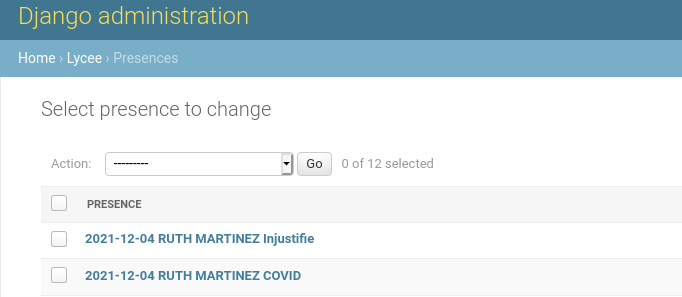 Django administration
Home › Lycee › Presences
Select presence to change
Action: --------- Go 0 of 12 selected
PRESENCE
2021-12-04 RUTH MARTINEZ Injustifie
2021-12-04 RUTH MARTINEZ COVID